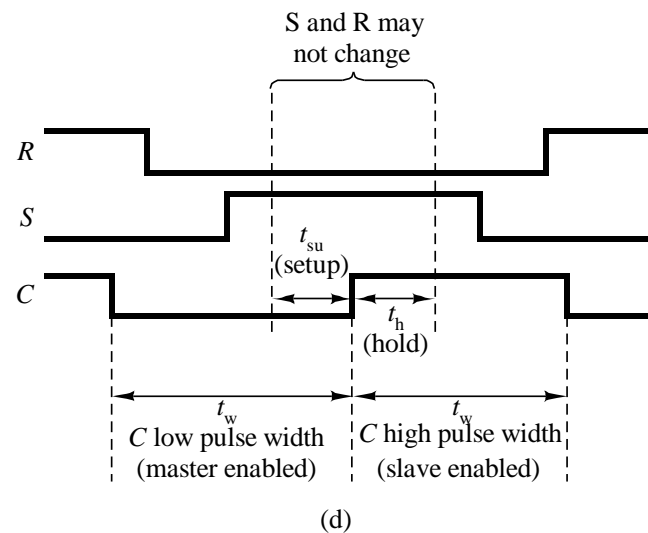 S and R may
not change
R
S
t_su
(setup)
C
t_h
(hold)
t_w
C low pulse width
(master enabled)
t_w
C high pulse width
(slave enabled)
(d)